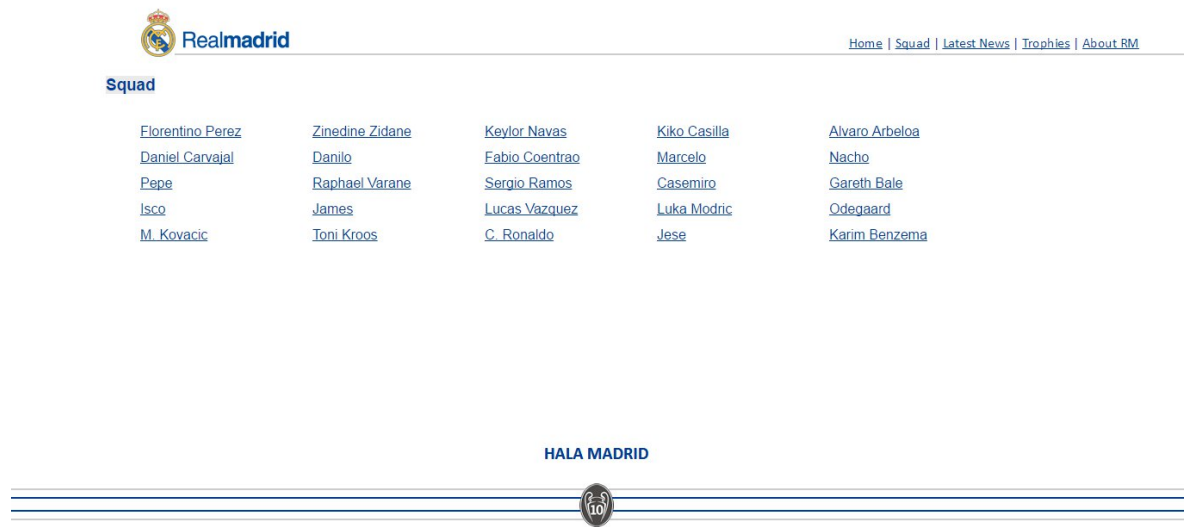 Realmadrid
Home | Squad | Latest News | Trophies | About RM
Squad
Florentino Perez Zinedine Zidane Keylor Navas Kiko Casilla Alvaro Arbeloa
Daniel Carvajal Danilo Fabio Coentrao Marcelo Nacho
Pepe Raphael Varane Sergio Ramos Casemiro Gareth Bale
Isco James Lucas Vazquez Luka Modric Odegaard
M. Kovacic Toni Kroos C. Ronaldo Jese Karim Benzema
HALA MADRID
10